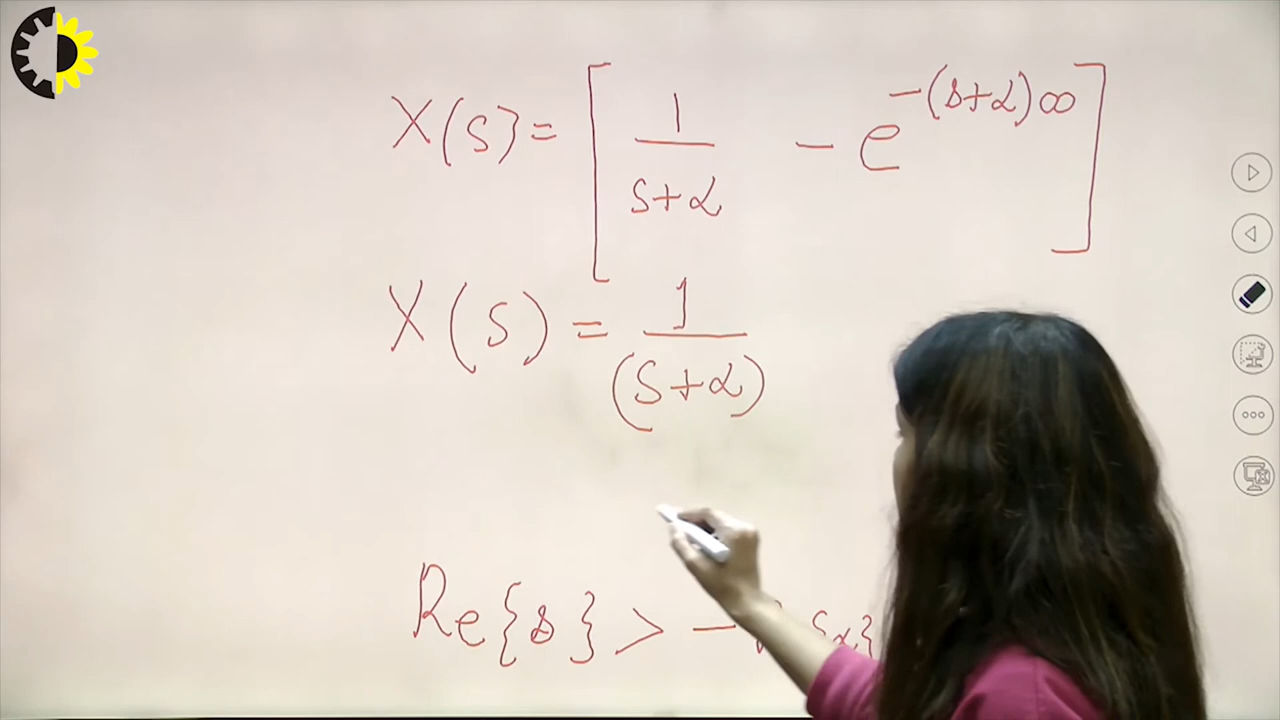 X(s) = [ 1/(s+α) - e^(-(s+α)∞) ]
X(s) = 1/(s+α)
Re{s} > - {α}